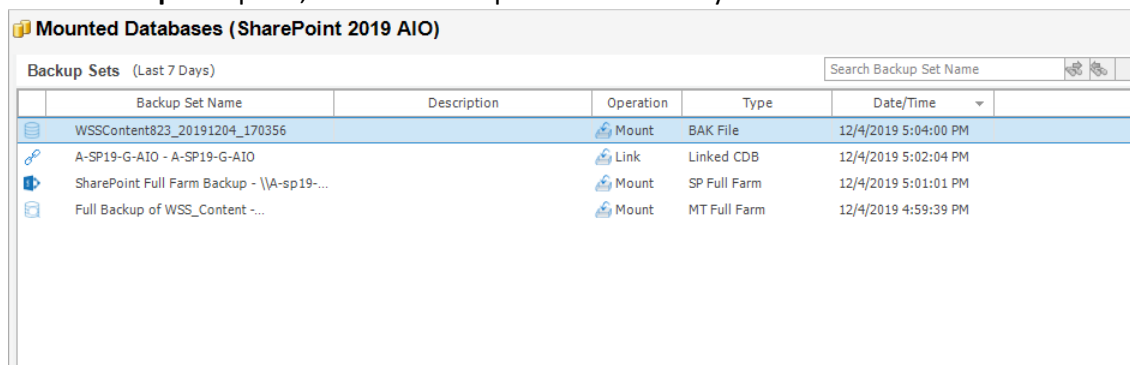 Mounted Databases (SharePoint 2019 AIO)
Backup Sets (Last 7 Days) Search Backup Set Name
Backup Set Name Description Operation Type Date/Time
WSSContent823_20191204_170356 Mount BAK File 12/4/2019 5:04:00 PM
A-SP19-G-AIO - A-SP19-G-AIO Link Linked CDB 12/4/2019 5:02:04 PM
SharePoint Full Farm Backup - \\A-sp19-... Mount SP Full Farm 12/4/2019 5:01:01 PM
Full Backup of WSS_Content -... Mount MT Full Farm 12/4/2019 4:59:39 PM